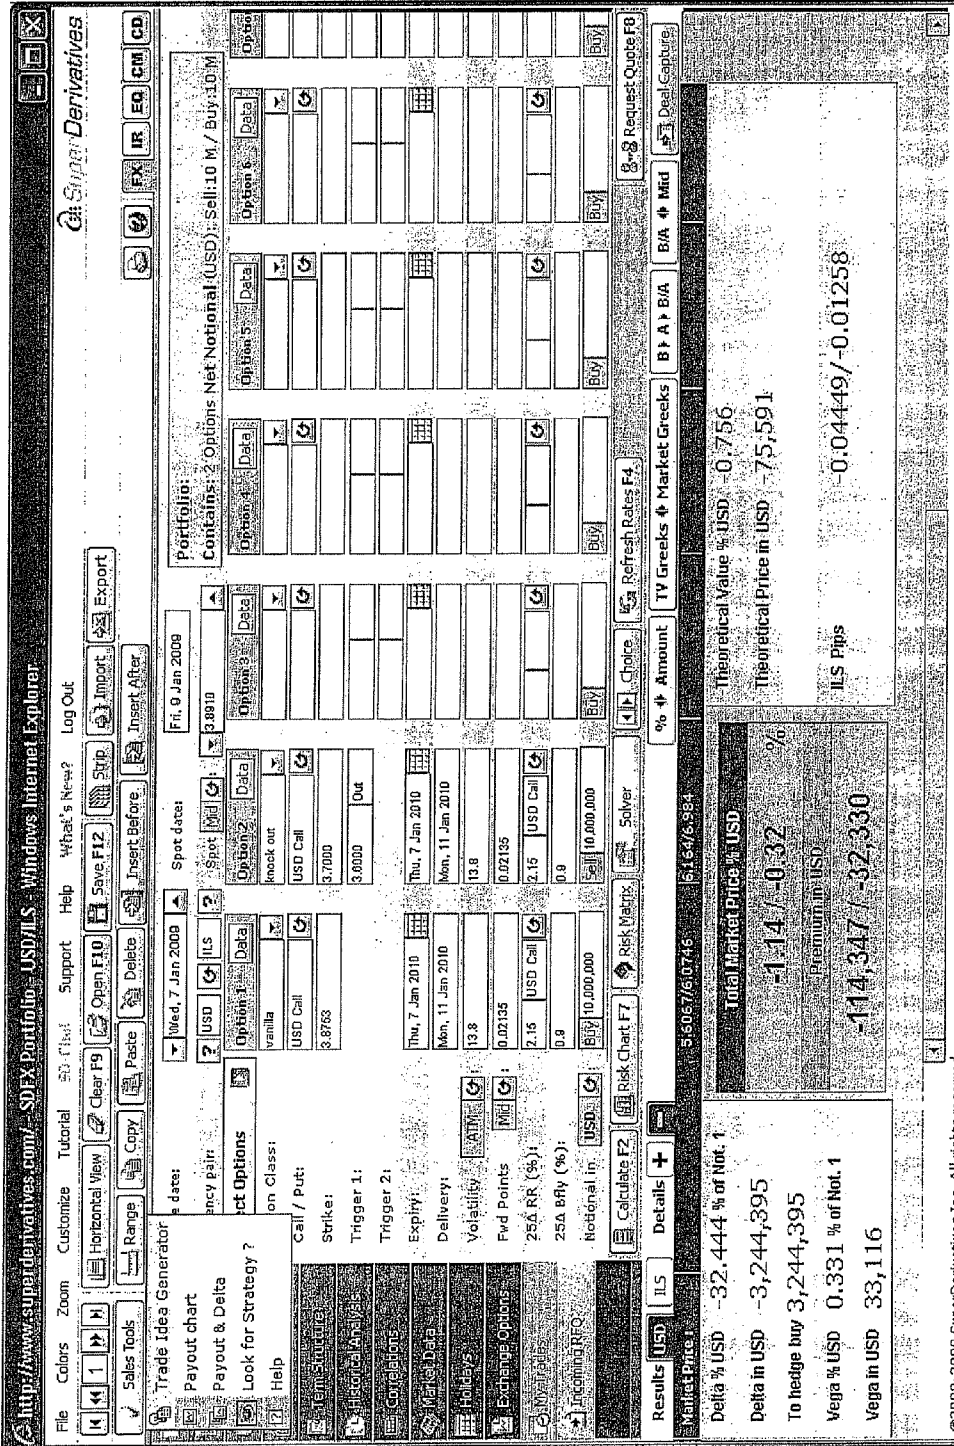 http://www.superderivatives.com/ - SDFX Portfolio - USD/ILS - Windows Internet Explorer
File Colors Zoom Customize Tutorial Support Help What's New? Log Out
SuperDerivatives
1 Horizontal View Clear F9 Open F10 Save F12 Strip Import Export
Sales Tools Range Copy Paste Delete Insert Before Insert After
FX IR EQ CM CD
Trade Idea Generator
Payout chart
Payout & Delta
Look for Strategy ?
Help
Term Structure
Historical Analysis
Correlations
Market Data
Holidays
Exchange Options
My Trades
Incoming RFQ
e date: Wed, 7 Jan 2009 Spot date: Fri, 9 Jan 2009
ency pair: ? USD ILS ? Spot Mid : 3.8910
Portfolio:
Contains: 2 Options Net Notional (USD): Sell:10 M / Buy:10 M
ect Options Option 1 Data Option 2 Data Option 3 Data Option 4 Data Option 5 Data Option 6 Data Optio
on Class: vanilla knock out
Call / Put: USD Call USD Call
Strike: 3.8753 3.7000
Trigger 1: 3.6000 Out
Trigger 2:
Expiry: Thu, 7 Jan 2010 Thu, 7 Jan 2010
Delivery: Mon, 11 Jan 2010 Mon, 11 Jan 2010
Volatility ATM : 13.8 13.8
Fwd Points Mid : 0.02135 0.02135
25Δ RR (%): 2.15 USD Call 2.15 USD Call
25Δ Bfly (%): 0.9 0.9
Notional in USD : Buy 10,000,000 Sell 10,000,000 Buy Buy Buy Buy Buy
Calculate F2 Risk Chart F7 Risk Matrix Solver Choice Refresh Rates F4 Request Quote F8
Results USD ILS Details + − % Amount TV Greeks Market Greeks B A B/A B/A Mid Deal Capture
Market Price
Delta % USD -32.444 % of Not. 1
Delta in USD -3,244,395
To hedge buy 3,244,395
Vega % USD 0.331 % of Not. 1
Vega in USD 33,116
Total Market Price % USD
-1.14 / -0.32 %
Premium in USD
-114,347 / -32,330
Theoretical Value % USD -0.756
Theoretical Price in USD -75,591
ILS Pips -0.04449/-0.01258